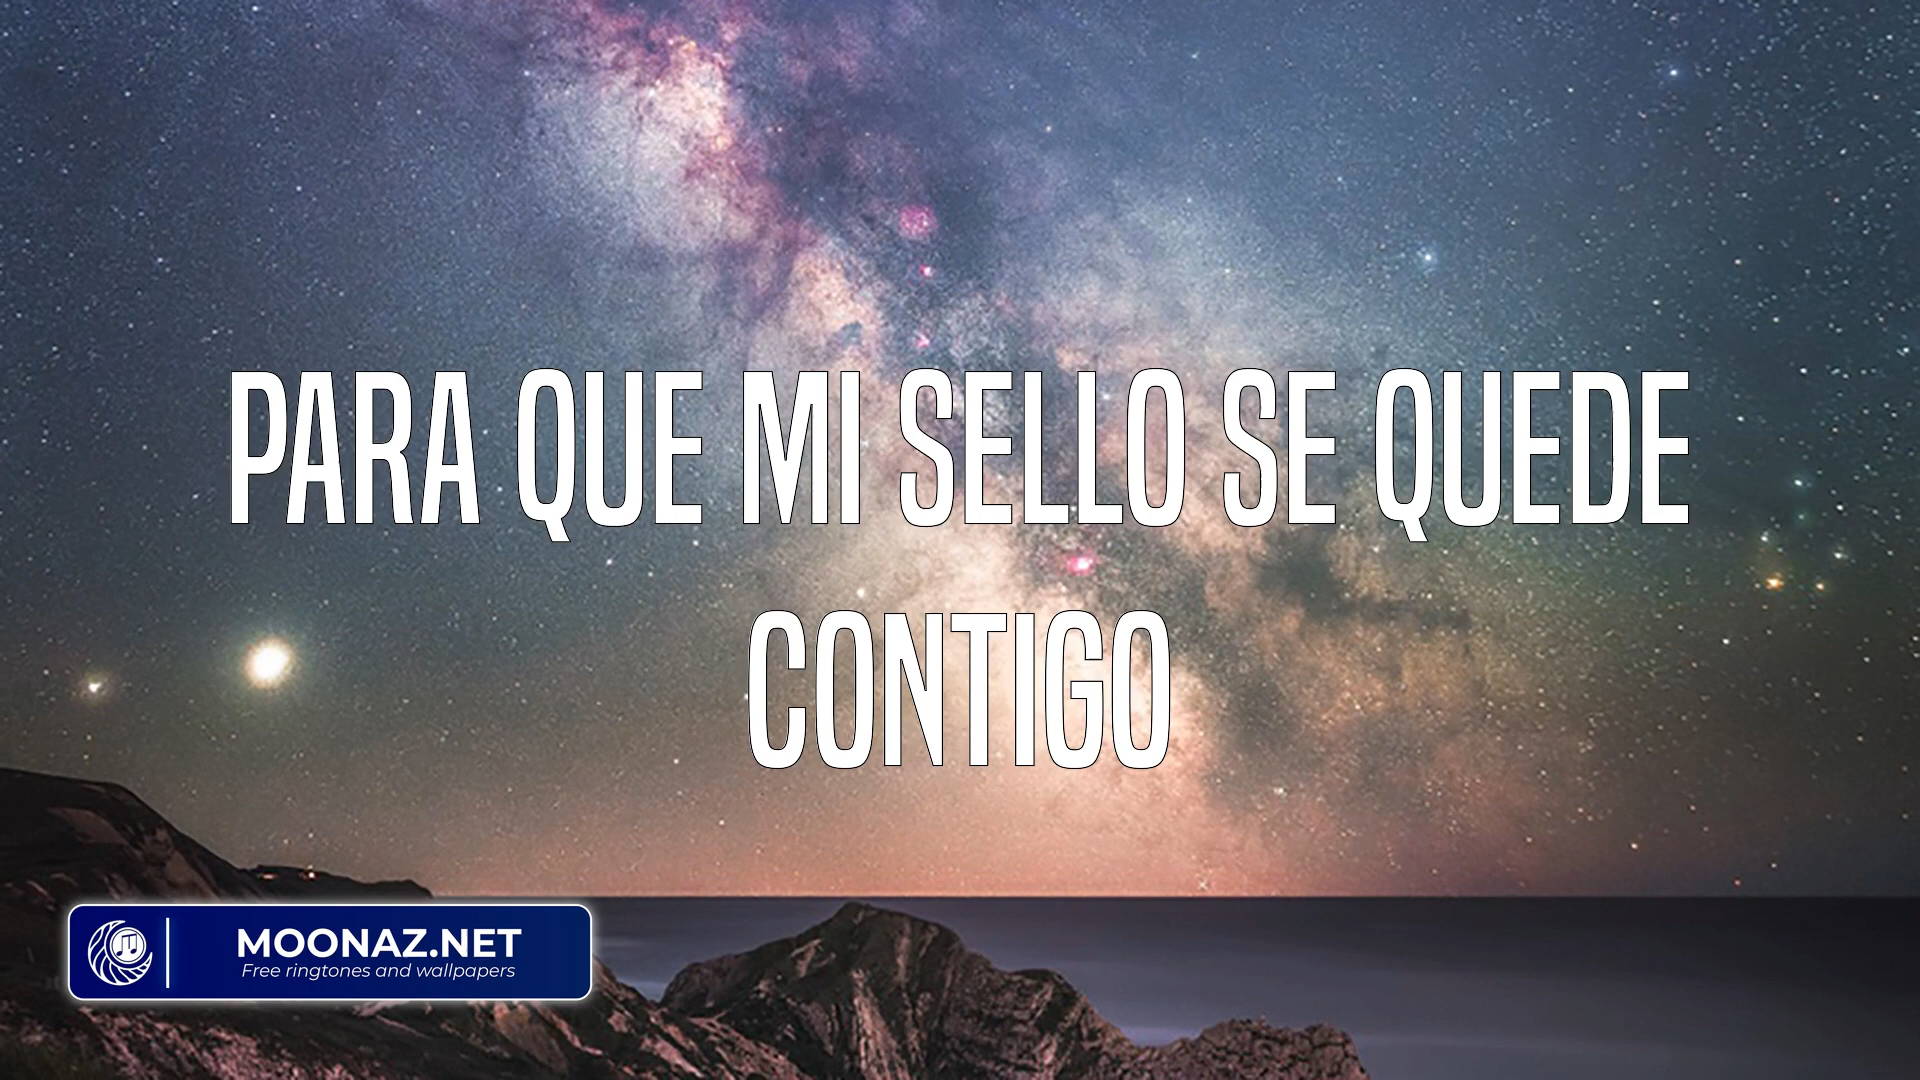 PARA QUE MI SELLO SE QUEDE
CONTIGO
MOONAZ.NET
Free ringtones and wallpapers